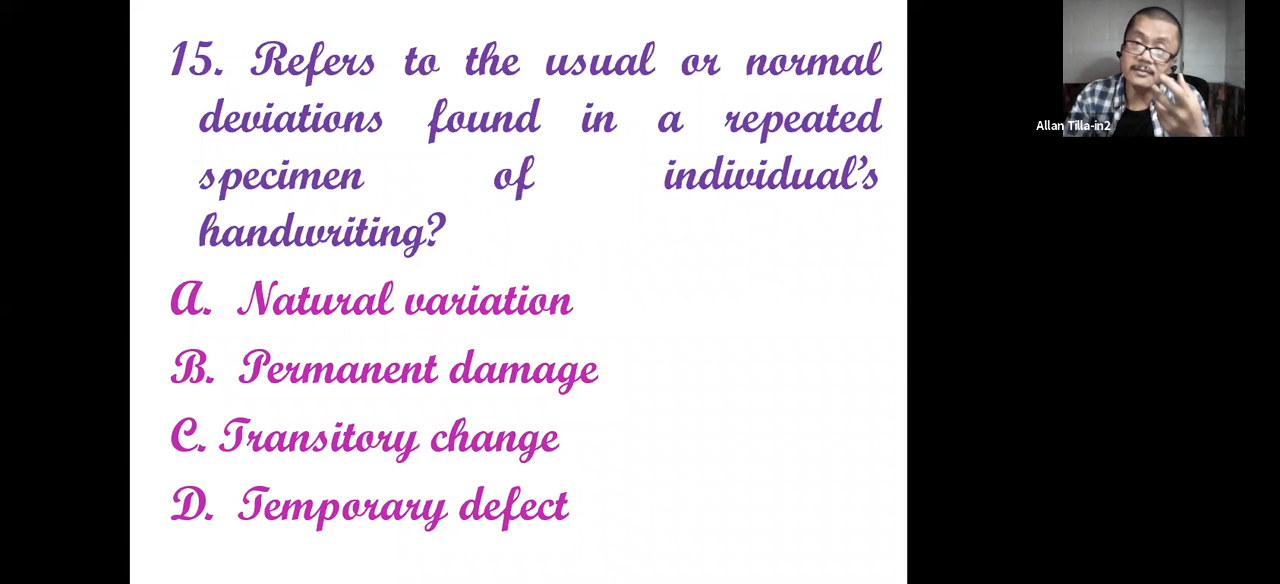 15. Refers to the usual or normal
deviations found in a repeated
specimen of individual's
handwriting?
A. Natural variation
B. Permanent damage
C. Transitory change
D. Temporary defect
Allan Tilla-in2